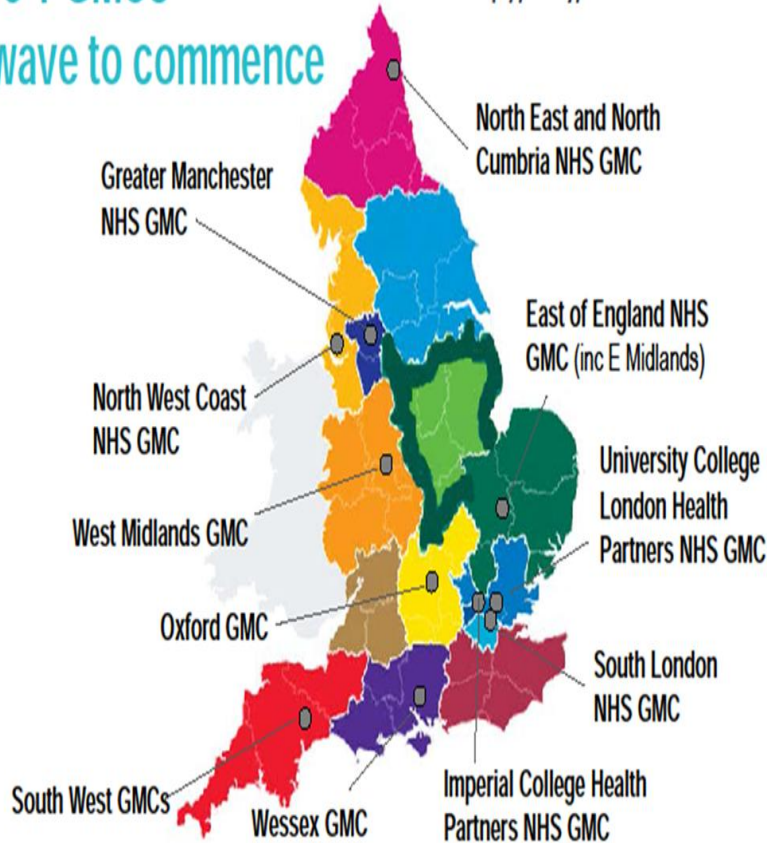 wave to commence
North East and North
Cumbria NHS GMC
Greater Manchester
NHS GMC
East of England NHS
GMC (inc E Midlands)
North West Coast
NHS GMC
University College
London Health
Partners NHS GMC
West Midlands GMC
Oxford GMC
South London
NHS GMC
South West GMCs
Wessex GMC
Imperial College Health
Partners NHS GMC